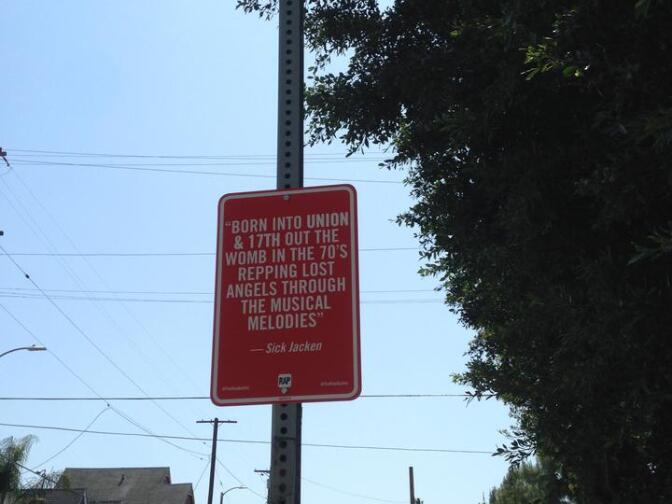 "BORN INTO UNION
& 17TH OUT THE
WOMB IN THE 70'S
REPPING LOST
ANGELS THROUGH
THE MUSICAL
MELODIES"
— Sick Jacken
RAP